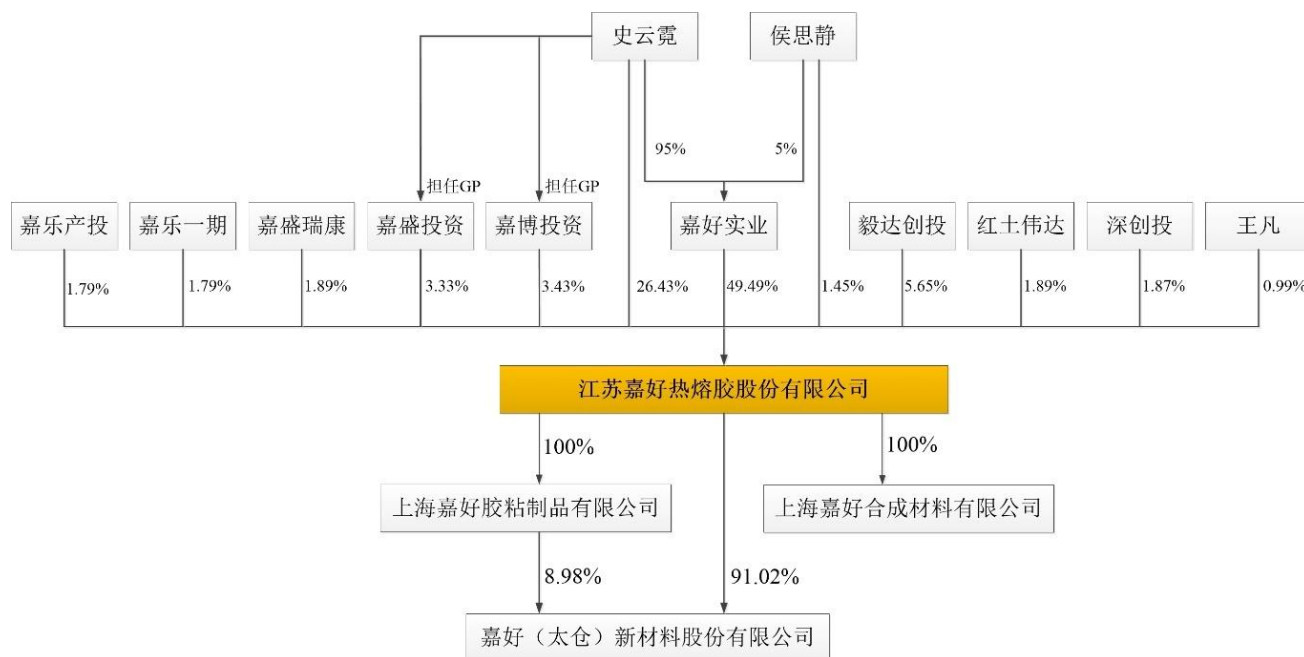 史云霓
侯思静
95%
5%
担任GP
担任GP
嘉乐产投
嘉乐一期
嘉盛瑞康
嘉盛投资
嘉博投资
嘉好实业
毅达创投
红土伟达
深创投
王凡
1.79%
1.79%
1.89%
3.33%
3.43%
26.43%
49.49%
1.45%
5.65%
1.89%
1.87%
0.99%
江苏嘉好热熔胶股份有限公司
100%
100%
上海嘉好胶粘制品有限公司
上海嘉好合成材料有限公司
8.98%
91.02%
嘉好（太仓）新材料股份有限公司